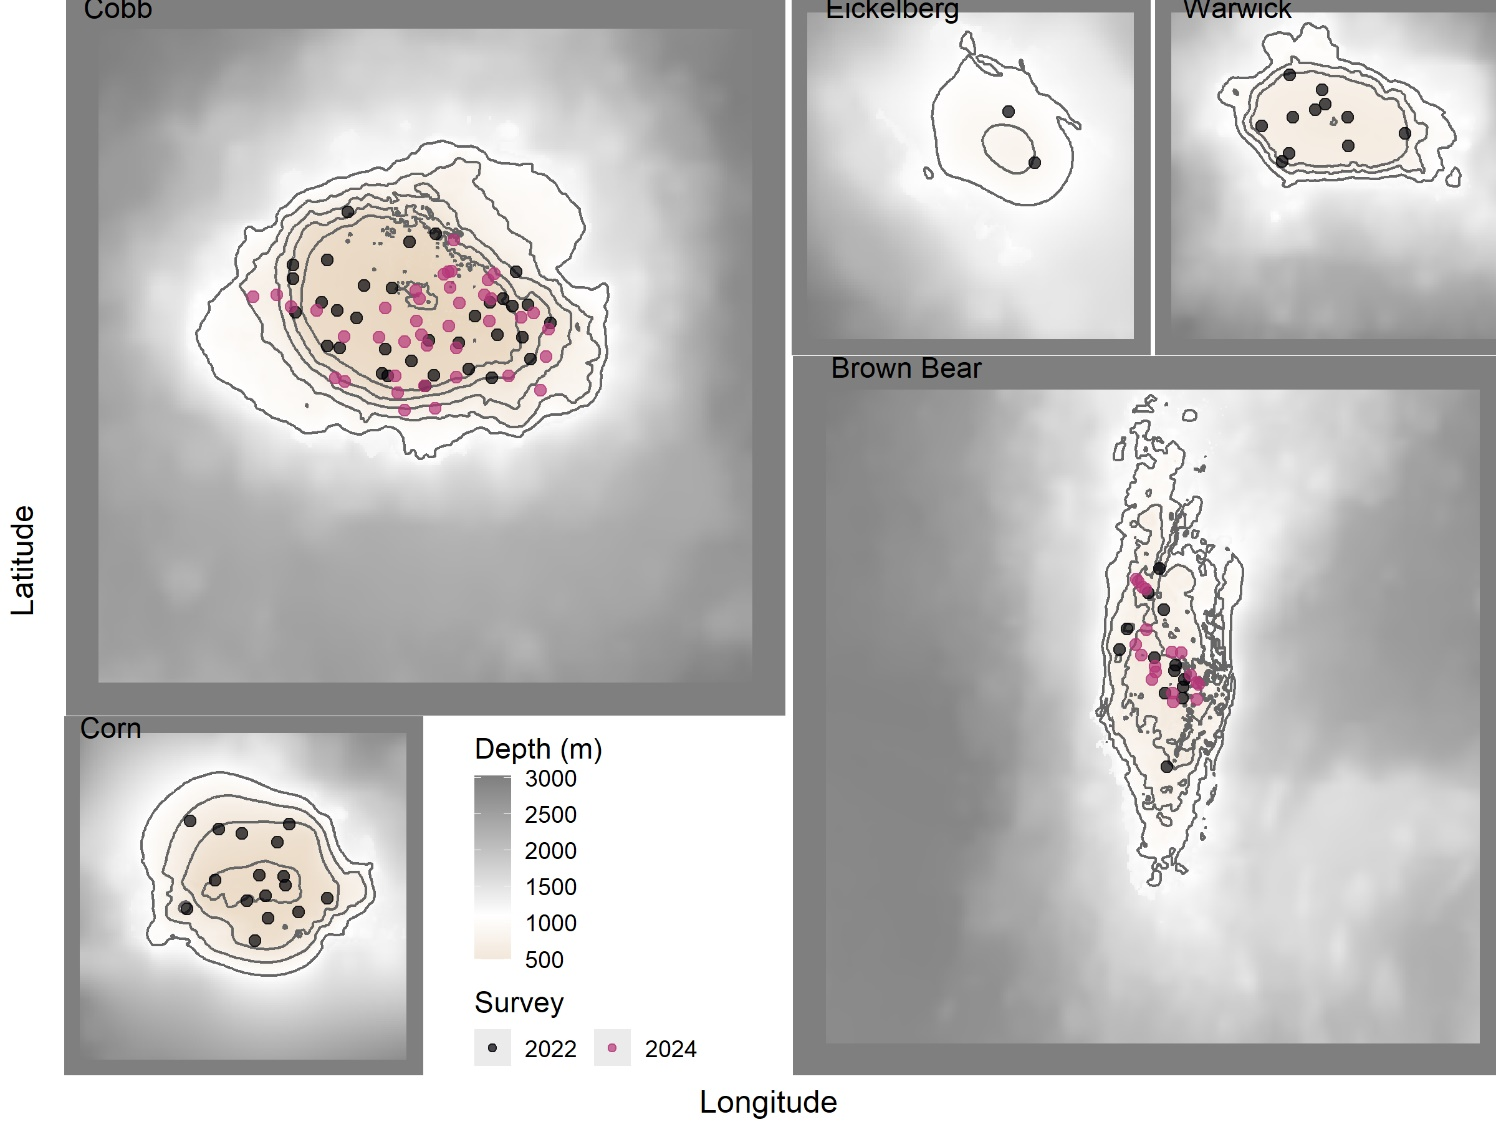 Cobb
Eickelberg
Warwick
Brown Bear
Latitude
Corn
Depth (m)
3000
2500
2000
1500
1000
500
Survey
2022
2024
Longitude